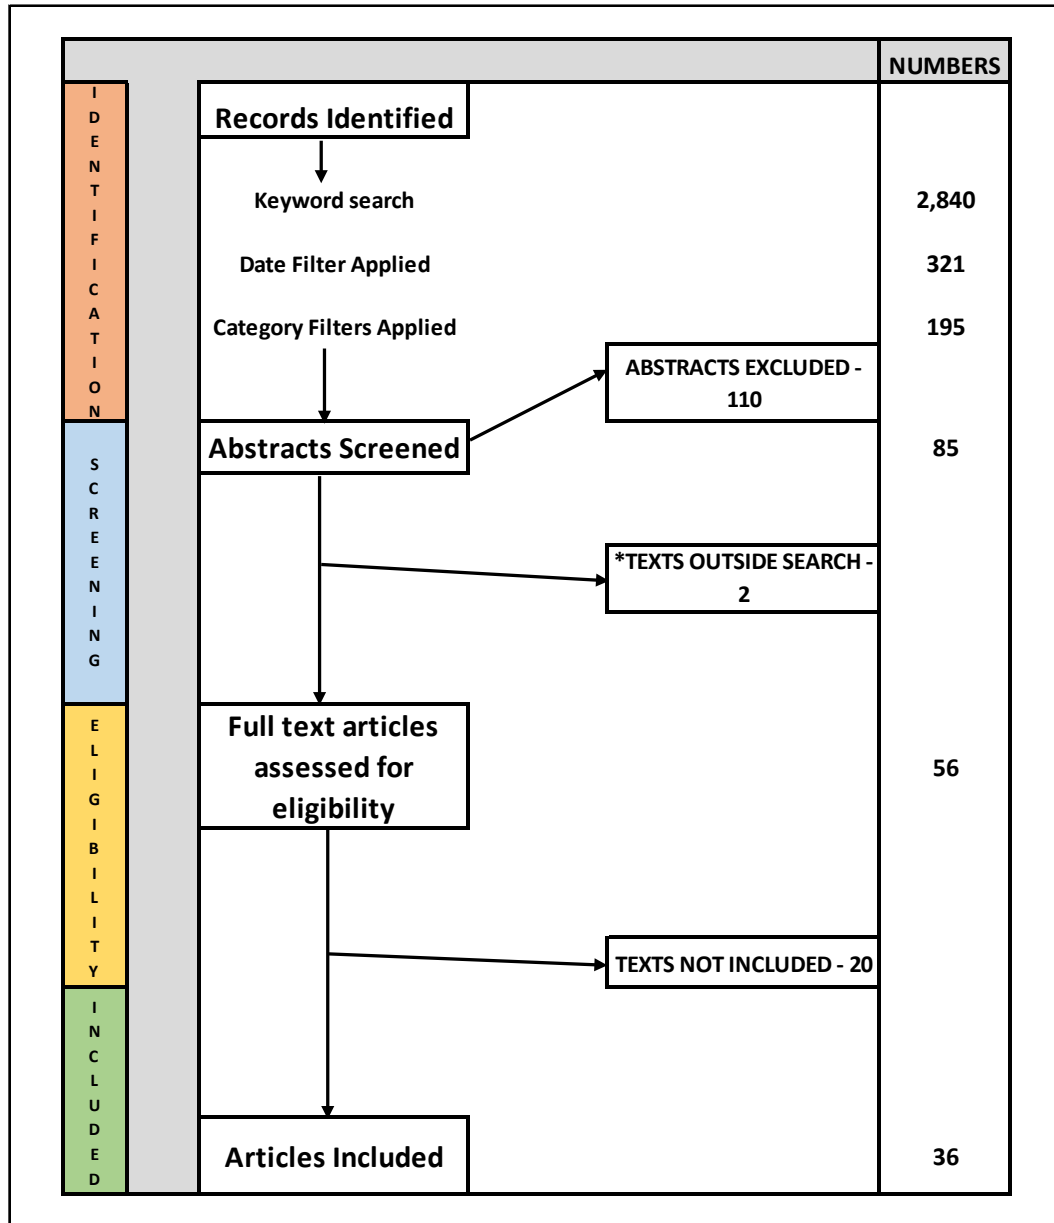 NUMBERS
IDENTIFICATION
Records Identified
Keyword search
2,840
Date Filter Applied
321
Category Filters Applied
195
ABSTRACTS EXCLUDED -
110
SCREENING
Abstracts Screened
85
*TEXTS OUTSIDE SEARCH -
2
ELIGIBILITY
Full text articles
assessed for
eligibility
56
TEXTS NOT INCLUDED - 20
INCLUDED
Articles Included
36